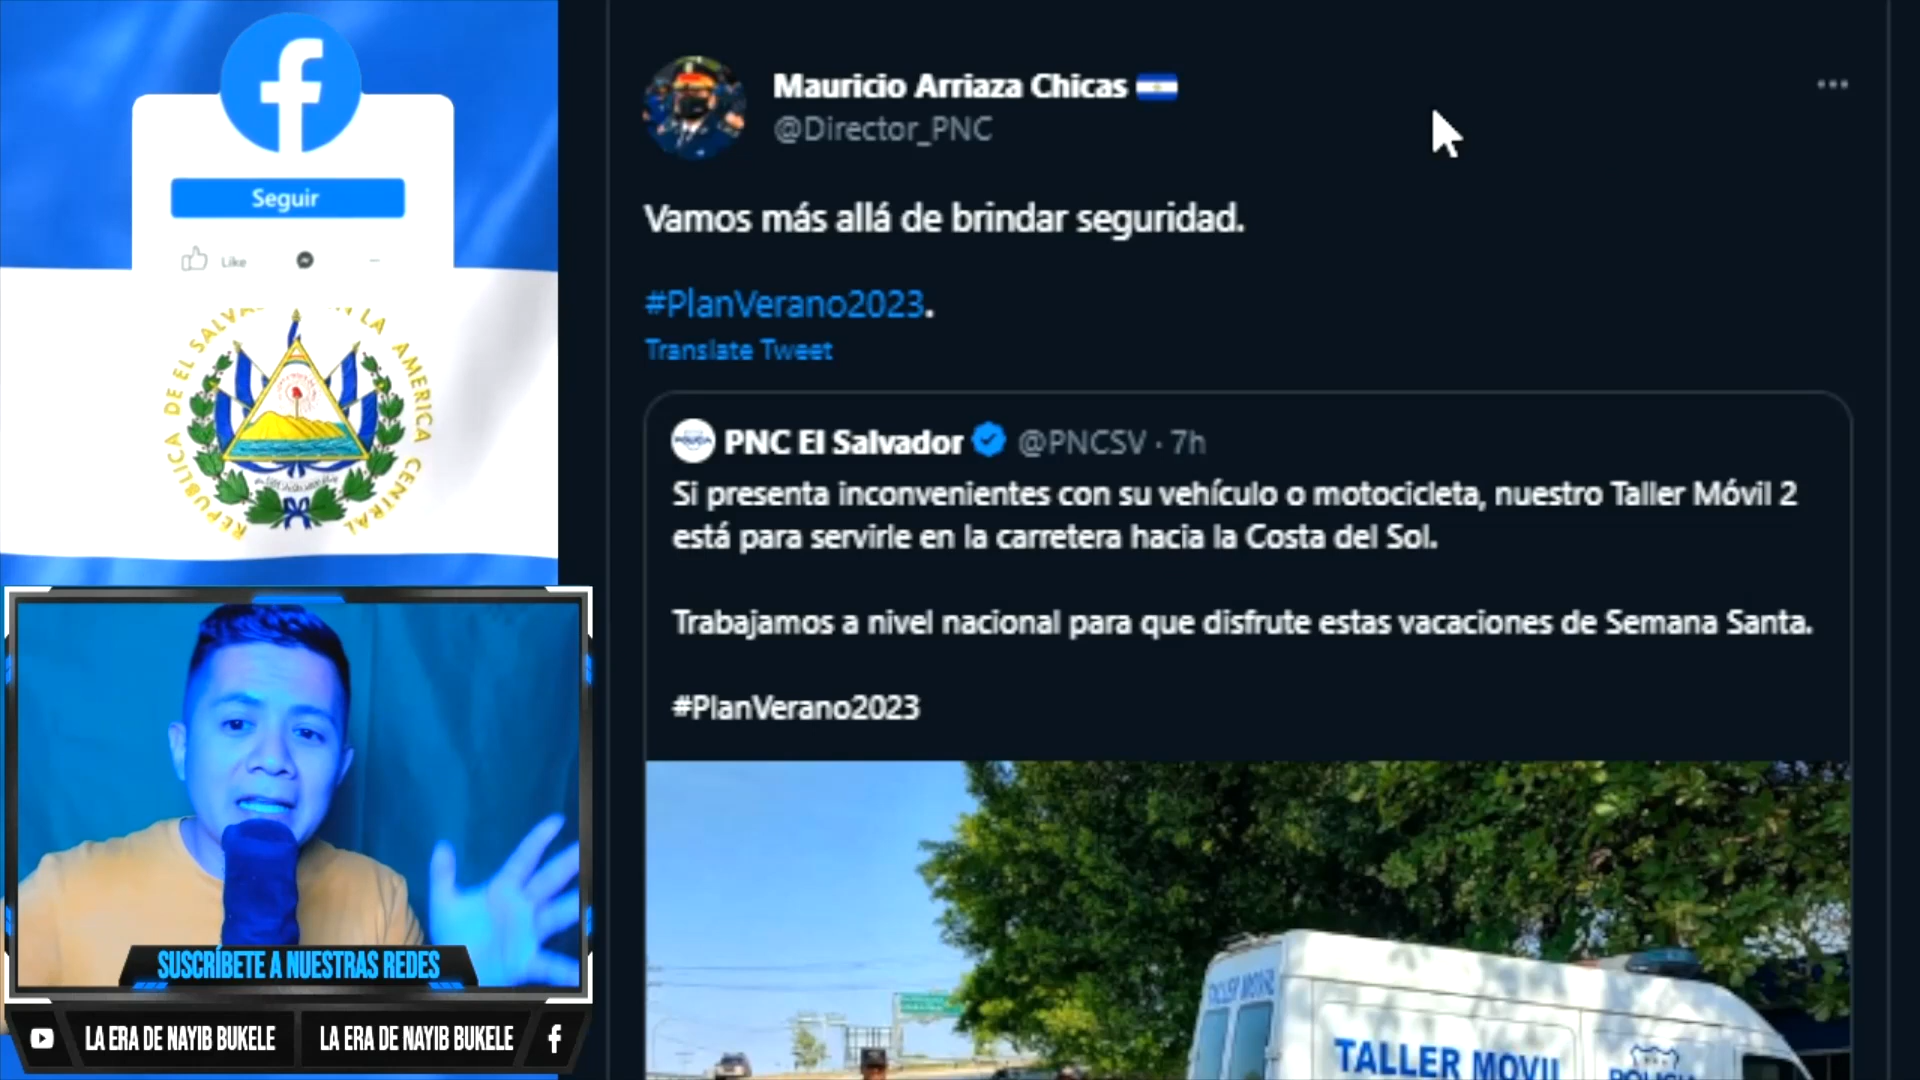 Seguir
Like
REPUBLICA DE EL SALVADOR EN LA AMERICA CENTRAL
SUSCRÍBETE A NUESTRAS REDES
LA ERA DE NAYIB BUKELE
LA ERA DE NAYIB BUKELE
Mauricio Arriaza Chicas
@Director_PNC
Vamos más allá de brindar seguridad.
#PlanVerano2023.
Translate Tweet
POLICIA
PNC El Salvador @PNCSV · 7h
Si presenta inconvenientes con su vehículo o motocicleta, nuestro Taller Móvil 2
está para servirle en la carretera hacia la Costa del Sol.
Trabajamos a nivel nacional para que disfrute estas vacaciones de Semana Santa.
#PlanVerano2023
TALLER MOVIL
TALLER MOVIL
POLICIA